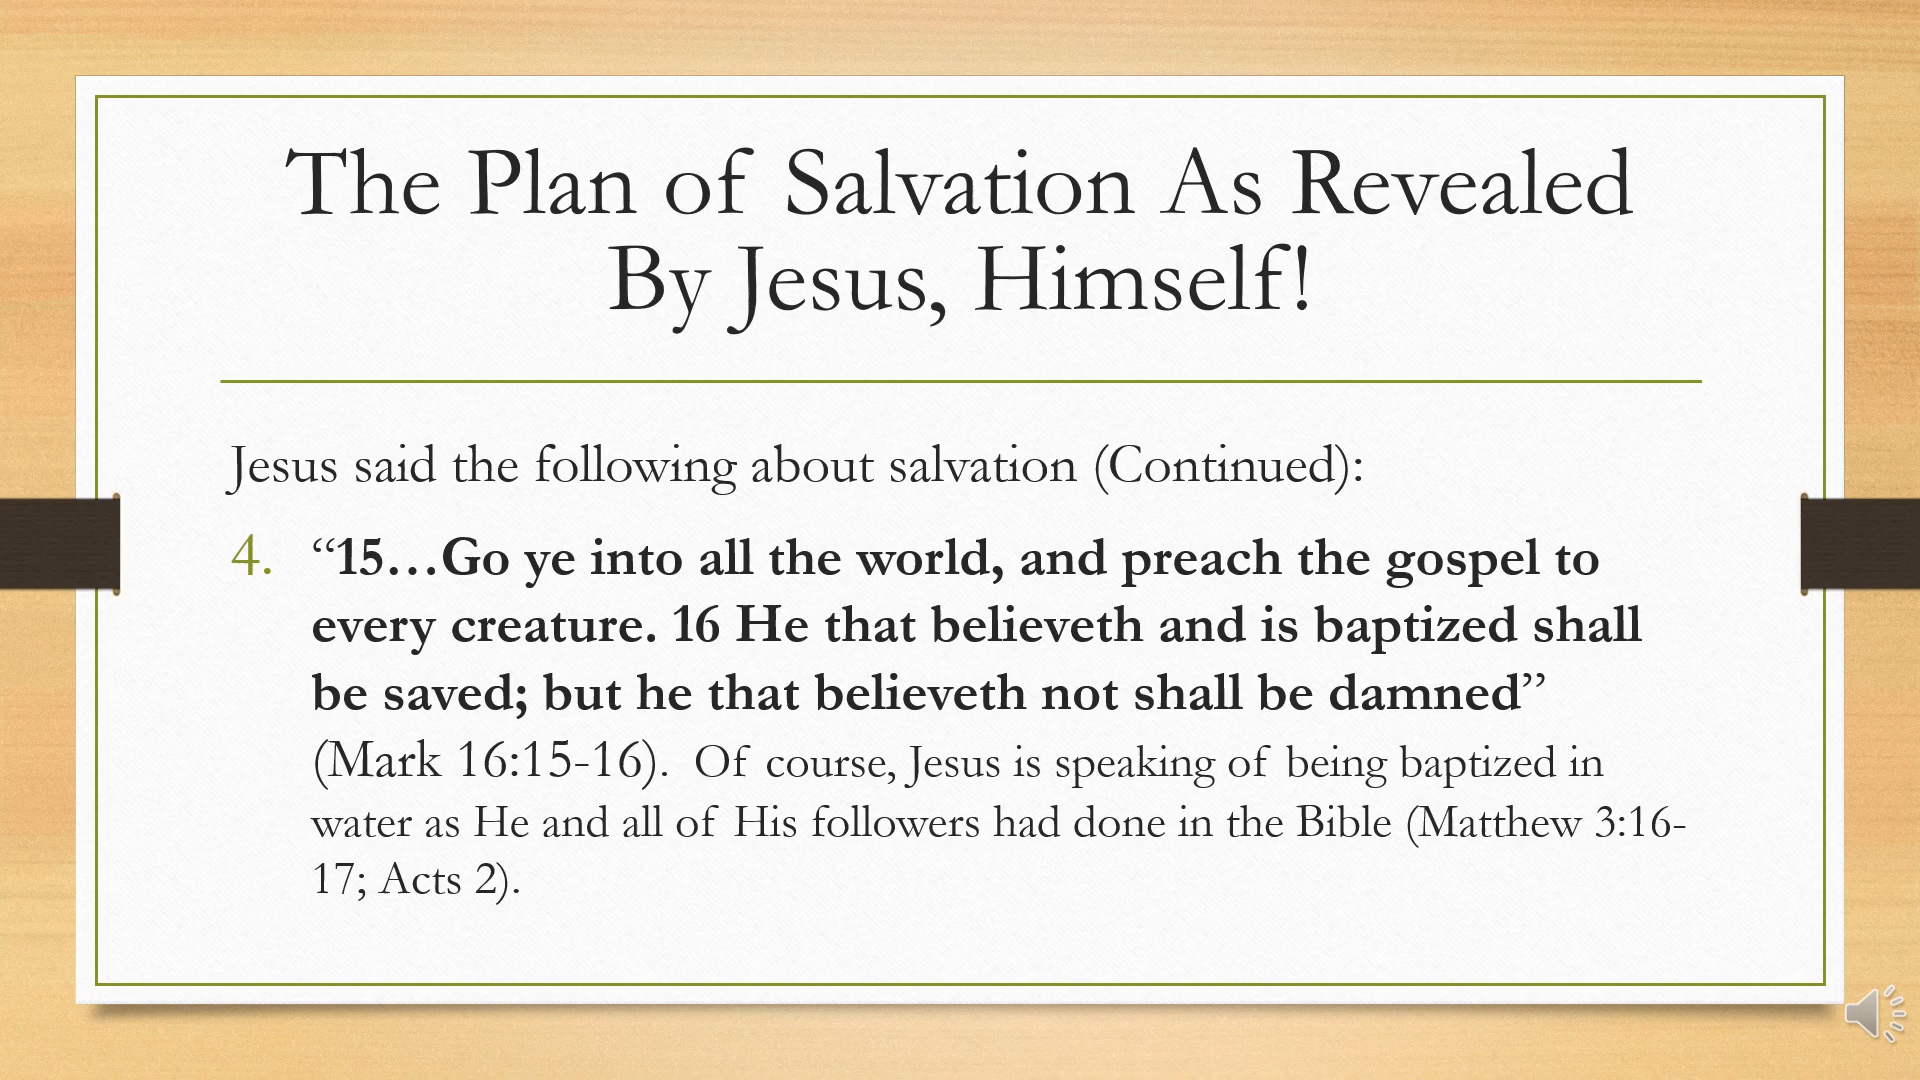 The Plan of Salvation As Revealed
By Jesus, Himself!
Jesus said the following about salvation (Continued):
4. “15…Go ye into all the world, and preach the gospel to
every creature. 16 He that believeth and is baptized shall
be saved; but he that believeth not shall be damned”
(Mark 16:15-16).  Of course, Jesus is speaking of being baptized in
water as He and all of His followers had done in the Bible (Matthew 3:16-
17; Acts 2).